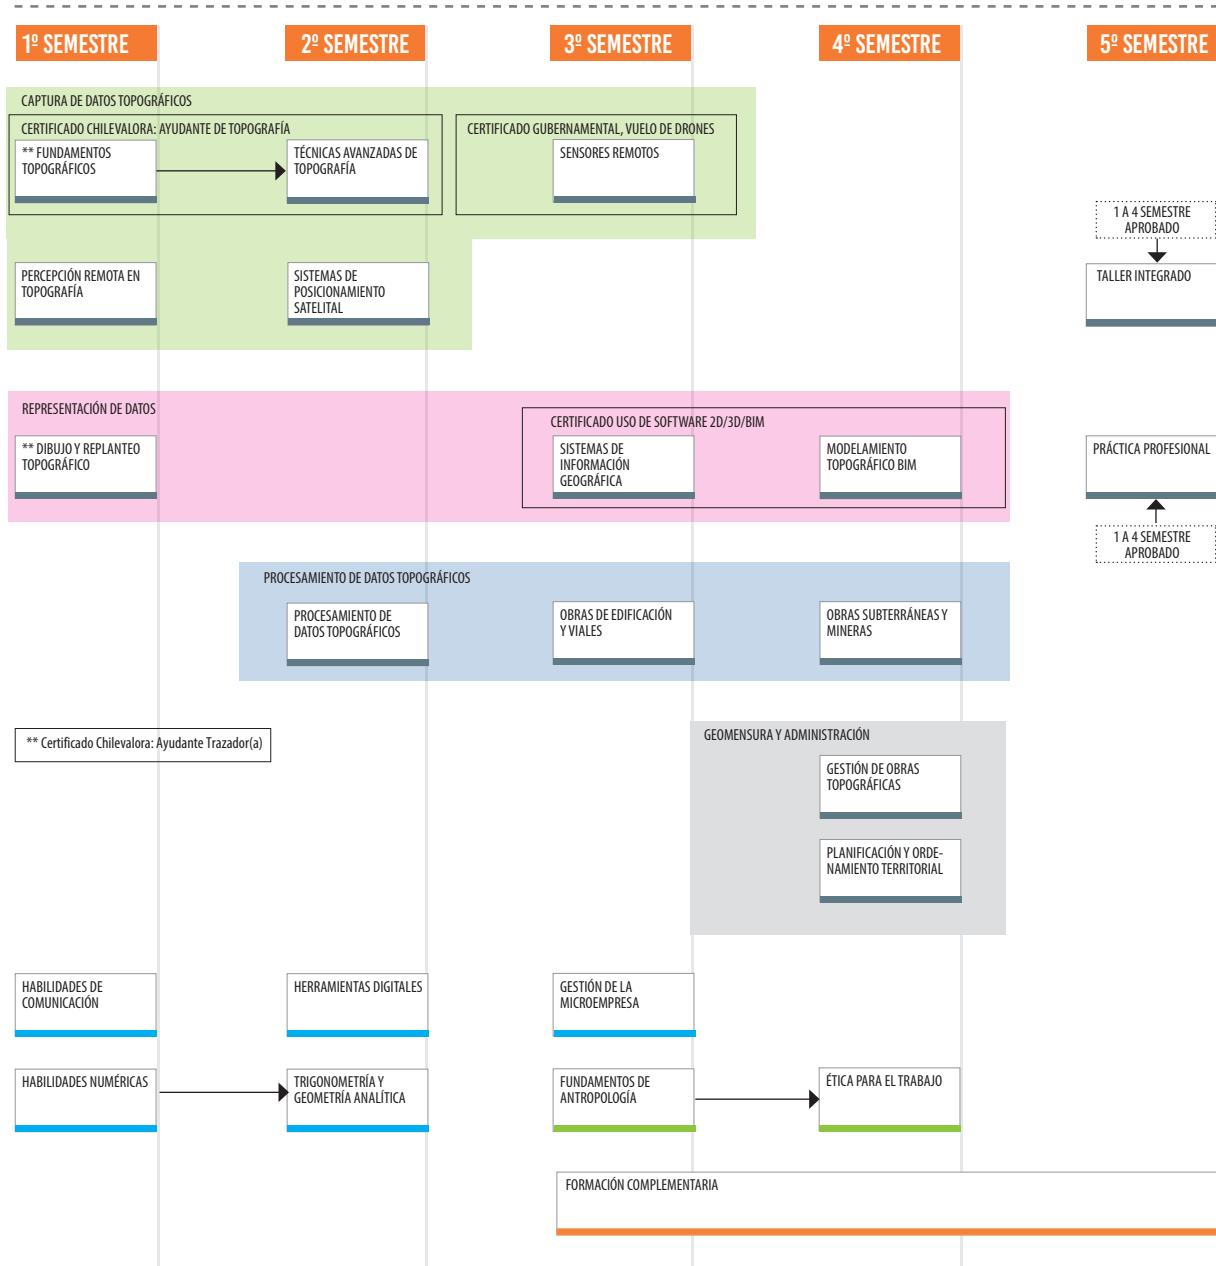 1º SEMESTRE
2º SEMESTRE
3º SEMESTRE
4º SEMESTRE
5º SEMESTRE
CAPTURA DE DATOS TOPOGRÁFICOS
CERTIFICADO CHILEVALORA: AYUDANTE DE TOPOGRAFÍA
CERTIFICADO GUBERNAMENTAL, VUELO DE DRONES
** FUNDAMENTOS
TOPOGRÁFICOS
TÉCNICAS AVANZADAS DE
TOPOGRAFÍA
SENSORES REMOTOS
1 A 4 SEMESTRE
APROBADO
PERCEPCIÓN REMOTA EN
TOPOGRAFÍA
SISTEMAS DE
POSICIONAMIENTO
SATELITAL
TALLER INTEGRADO
REPRESENTACIÓN DE DATOS
CERTIFICADO USO DE SOFTWARE 2D/3D/BIM
** DIBUJO Y REPLANTEO
TOPOGRÁFICO
SISTEMAS DE
INFORMACIÓN
GEOGRÁFICA
MODELAMIENTO
TOPOGRÁFICO BIM
PRÁCTICA PROFESIONAL
1 A 4 SEMESTRE
APROBADO
PROCESAMIENTO DE DATOS TOPOGRÁFICOS
PROCESAMIENTO DE
DATOS TOPOGRÁFICOS
OBRAS DE EDIFICACIÓN
Y VIALES
OBRAS SUBTERRÁNEAS Y
MINERAS
** Certificado Chilevalora: Ayudante Trazador(a)
GEOMENSURA Y ADMINISTRACIÓN
GESTIÓN DE OBRAS
TOPOGRÁFICAS
PLANIFICACIÓN Y ORDE-
NAMIENTO TERRITORIAL
HABILIDADES DE
COMUNICACIÓN
HERRAMIENTAS DIGITALES
GESTIÓN DE LA
MICROEMPRESA
HABILIDADES NUMÉRICAS
TRIGONOMETRÍA Y
GEOMETRÍA ANALÍTICA
FUNDAMENTOS DE
ANTROPOLOGÍA
ÉTICA PARA EL TRABAJO
FORMACIÓN COMPLEMENTARIA